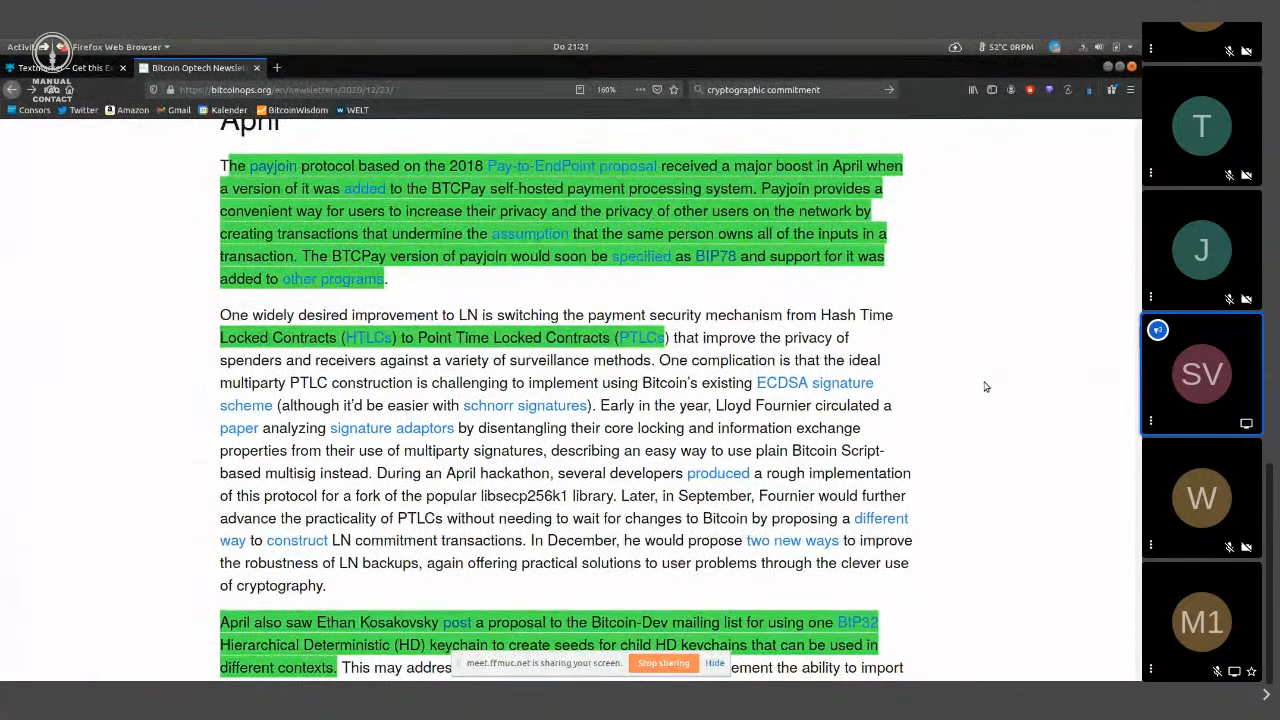 Activit
Firefox Web Browser
Do 21:21
52°C 0RPM
Bitcoin Optech Newslet
MANUAL
FAQ
CONTACT
https://bitcoinops.org/en/newsletters/2020/12/23/
160%
cryptographic commitment
Consors
Twitter
Amazon
Gmail
Kalender
BitcoinWisdom
WELT
April
The payjoin protocol based on the 2018 Pay-to-EndPoint proposal received a major boost in April when
a version of it was added to the BTCPay self-hosted payment processing system. Payjoin provides a
convenient way for users to increase their privacy and the privacy of other users on the network by
creating transactions that undermine the assumption that the same person owns all of the inputs in a
transaction. The BTCPay version of payjoin would soon be specified as BIP78 and support for it was
added to other programs.
One widely desired improvement to LN is switching the payment security mechanism from Hash Time
Locked Contracts (HTLCs) to Point Time Locked Contracts (PTLCs) that improve the privacy of
spenders and receivers against a variety of surveillance methods. One complication is that the ideal
multiparty PTLC construction is challenging to implement using Bitcoin's existing ECDSA signature
scheme (although it'd be easier with schnorr signatures). Early in the year, Lloyd Fournier circulated a
paper analyzing signature adaptors by disentangling their core locking and information exchange
properties from their use of multiparty signatures, describing an easy way to use plain Bitcoin Script-
based multisig instead. During an April hackathon, several developers produced a rough implementation
of this protocol for a fork of the popular libsecp256k1 library. Later, in September, Fournier would further
advance the practicality of PTLCs without needing to wait for changes to Bitcoin by proposing a different
way to construct LN commitment transactions. In December, he would propose two new ways to improve
the robustness of LN backups, again offering practical solutions to user problems through the clever use
of cryptography.
April also saw Ethan Kosakovsky post a proposal to the Bitcoin-Dev mailing list for using one BIP32
Hierarchical Deterministic (HD) keychain to create seeds for child HD keychains that can be used in
different contexts. This may addres
ement the ability to import
meet.ffmuc.net is sharing your screen.
Stop sharing
Hide
T
J
SV
W
M1